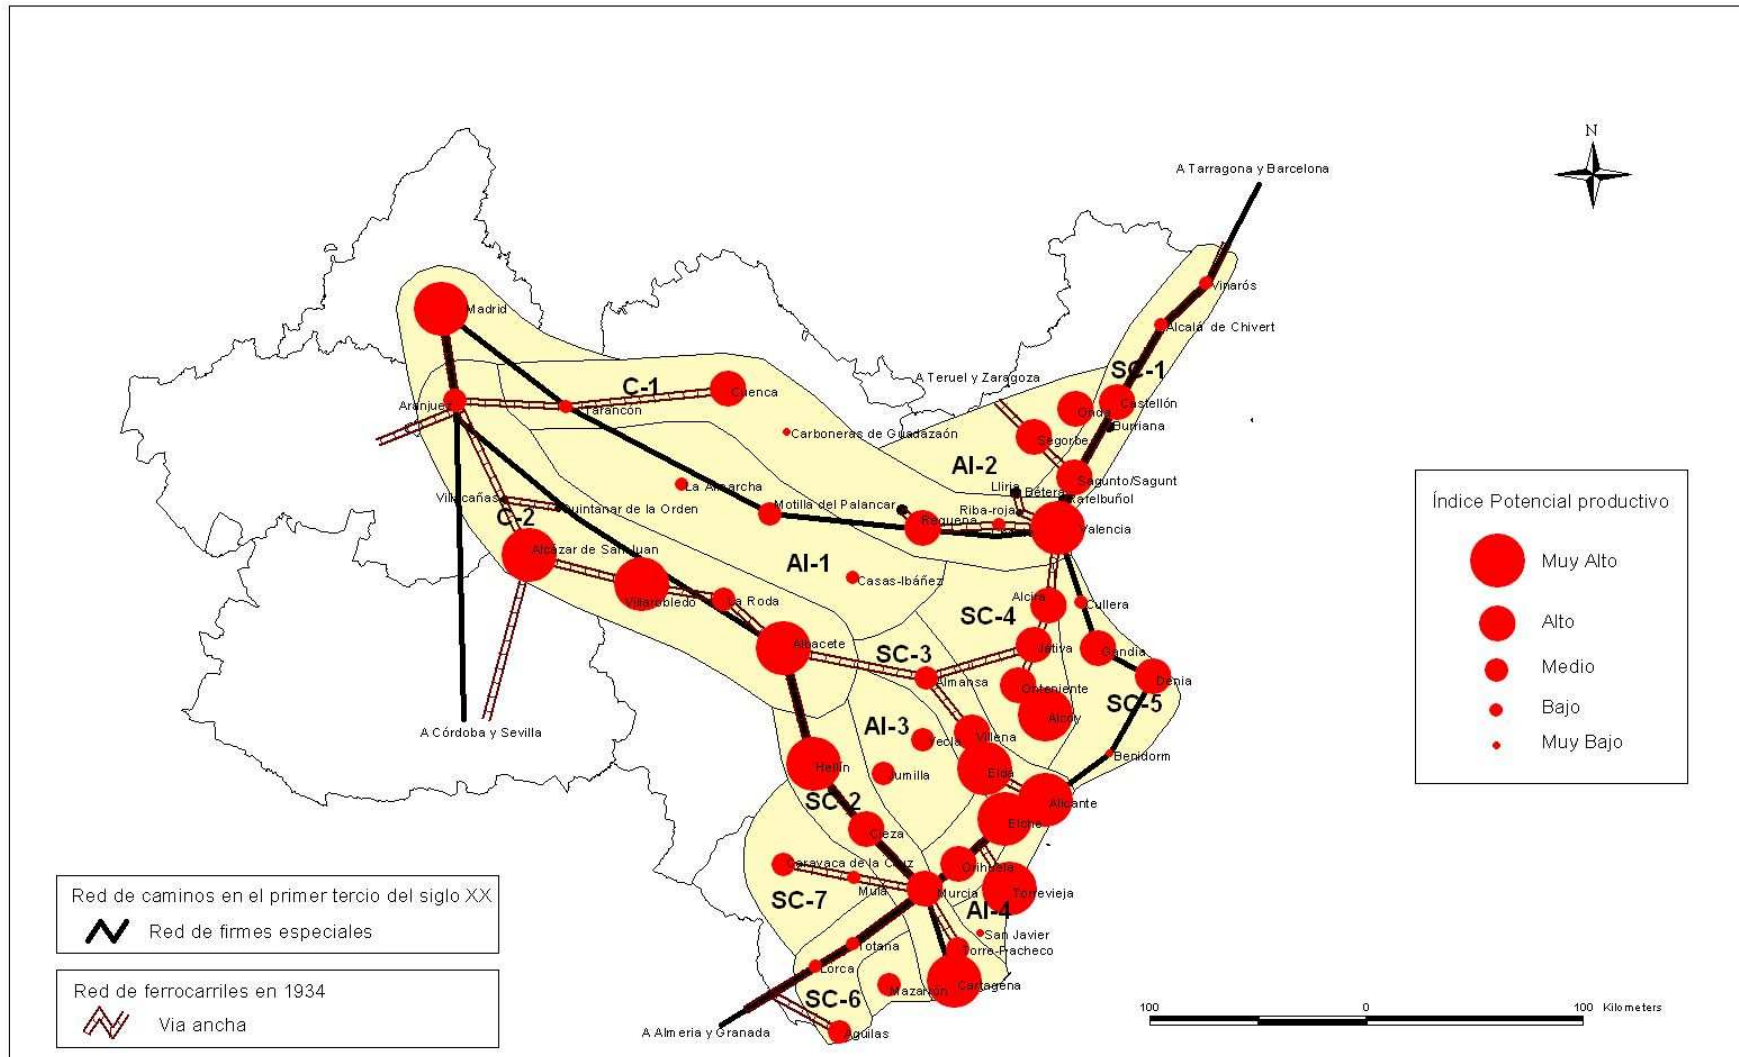 N
A Tarragona y Barcelona
Vinarós
Madrid
Alcalá de Chivert
SC-1
A Teruel y Zaragoza
C-1
Cuenca
Aranjuez
Tarancón
Onda
Castellón
Burriana
Carboneras de Guadazaón
Segorbe
AI-2
Sagunto/Sagunt
La Almarcha
Lliria
Bétera
Rafelbuñol
Villacañas
Quintanar de la Orden
C-2
Motilla del Palancar
Riba-roja
Requena
Valencia
Alcázar de San Juan
AI-1
Casas-Ibáñez
Villarobledo
La Roda
Alcira
Cullera
SC-4
Albacete
SC-3
Játiva
Gandia
Almansa
Onteniente
Denia
SC-5
Alcoy
A Córdoba y Sevilla
AI-3
Yecla
Villena
Benidorm
Hellín
Jumilla
Elda
SC-2
Alicante
Elche
Cieza
Caravaca de la Cruz
Orihuela
Mula
Murcia
Torrevieja
SC-7
AI-4
San Javier
Totana
Torre-Pacheco
Lorca
Mazarrón
Cartagena
SC-6
A Almeria y Granada
Aguilas
Índice Potencial productivo
Muy Alto
Alto
Medio
Bajo
Muy Bajo
Red de caminos en el primer tercio del siglo XX
Red de firmes especiales
Red de ferrocarriles en 1934
Via ancha
100 0 100 Kilometers